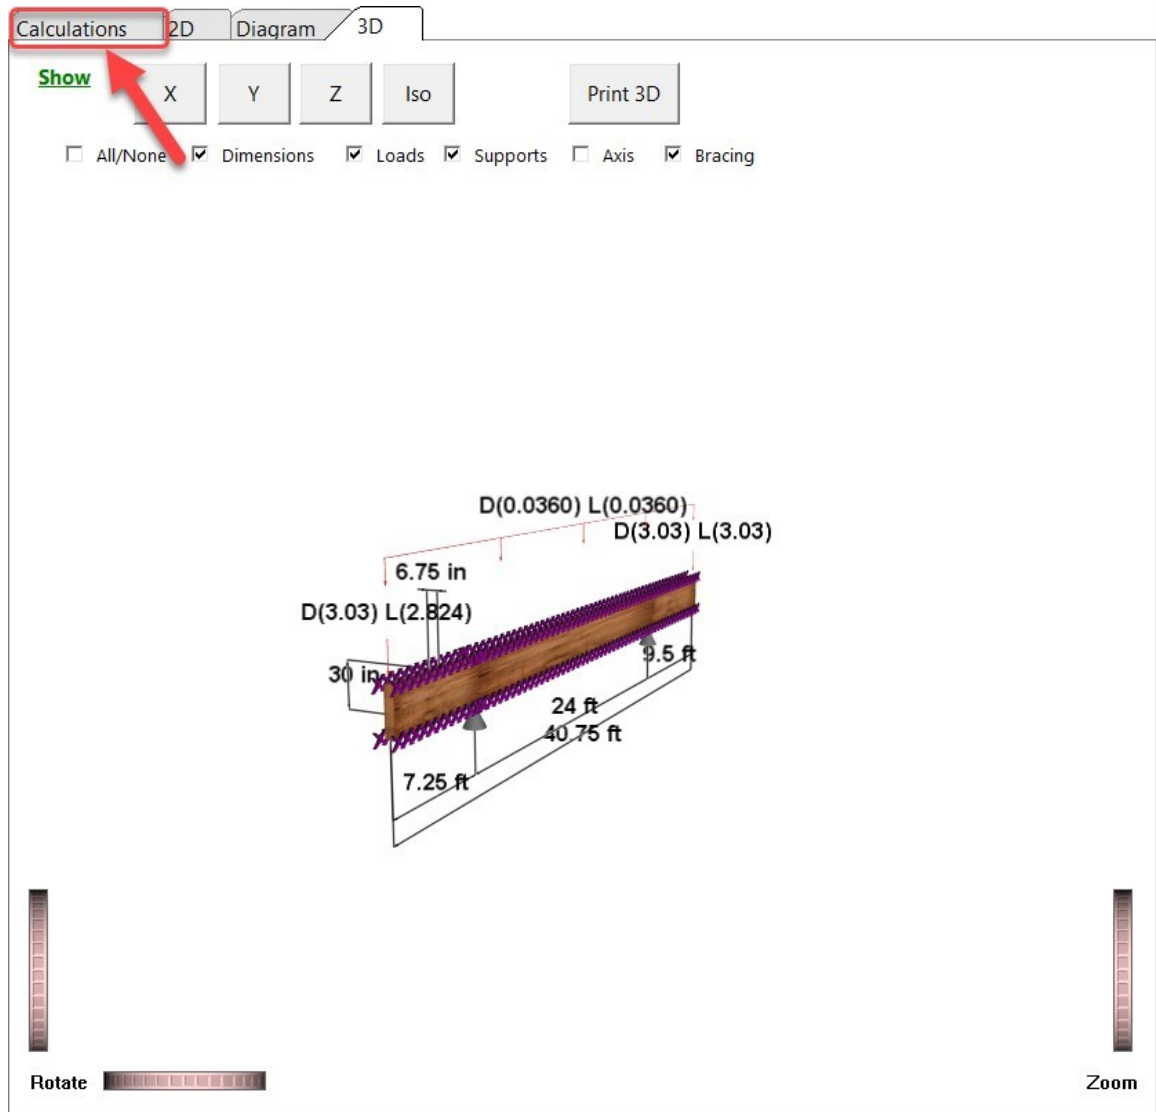 Calculations 2D Diagram 3D
Show X Y Z Iso Print 3D
All/None Dimensions Loads Supports Axis Bracing
D(0.0360) L(0.0360)
D(3.03) L(3.03)
6.75 in
D(3.03) L(2.824)
30 in
9.5 ft
24 ft
40.75 ft
7.25 ft
Rotate Zoom